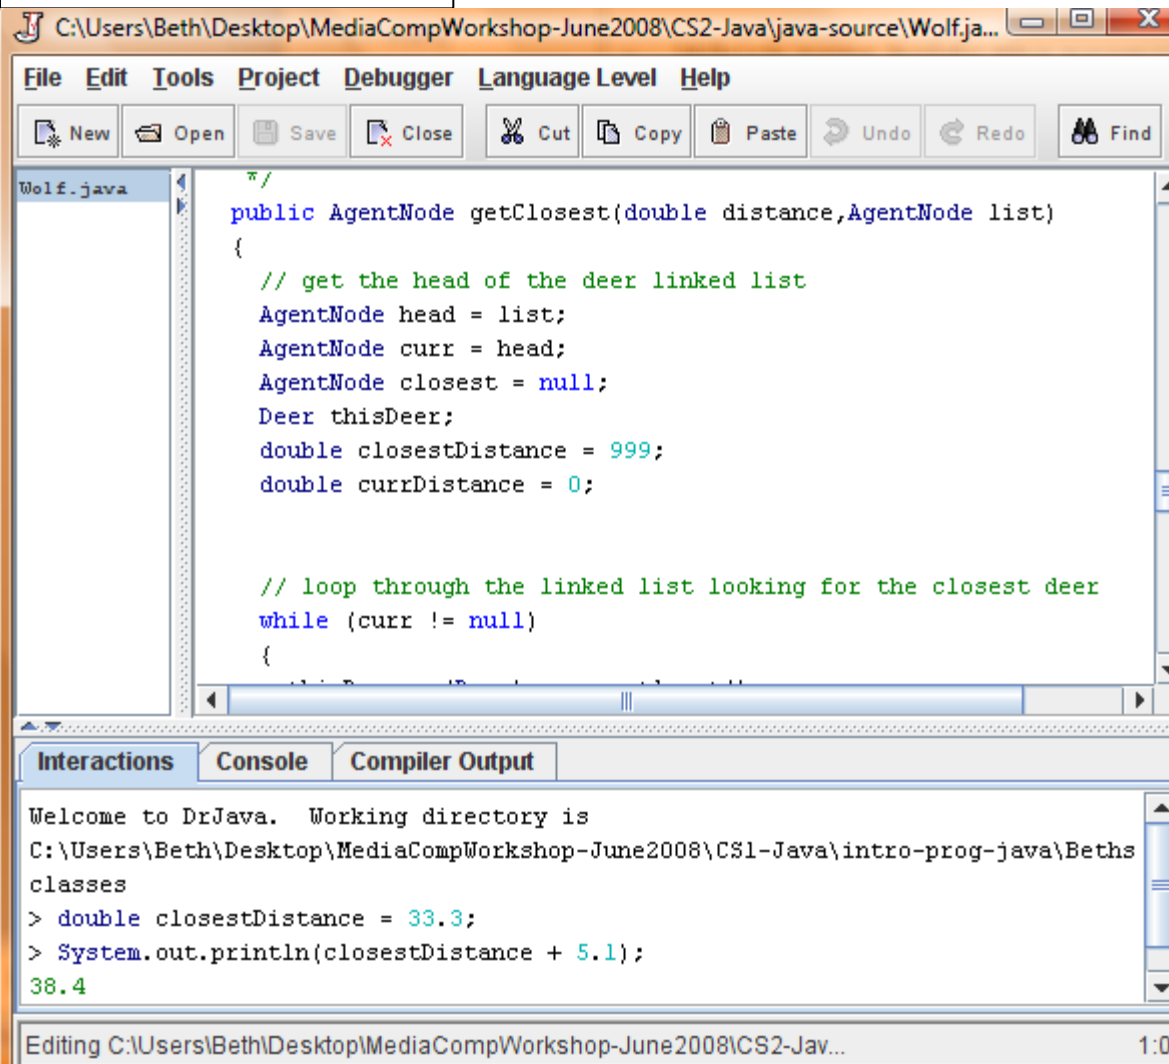 C:\Users\Beth\Desktop\MediaCompWorkshop-June2008\CS2-Java\java-source\Wolf.ja...
File Edit Tools Project Debugger Language Level Help
New Open Save Close Cut Copy Paste Undo Redo Find
Wolf.java
*/
public AgentNode getClosest(double distance,AgentNode list)
{
// get the head of the deer linked list
AgentNode head = list;
AgentNode curr = head;
AgentNode closest = null;
Deer thisDeer;
double closestDistance = 999;
double currDistance = 0;
// loop through the linked list looking for the closest deer
while (curr != null)
{
Interactions Console Compiler Output
Welcome to DrJava. Working directory is
C:\Users\Beth\Desktop\MediaCompWorkshop-June2008\CS1-Java\intro-prog-java\Beths
classes
> double closestDistance = 33.3;
> System.out.println(closestDistance + 5.1);
38.4
Editing C:\Users\Beth\Desktop\MediaCompWorkshop-June2008\CS2-Jav... 1:0